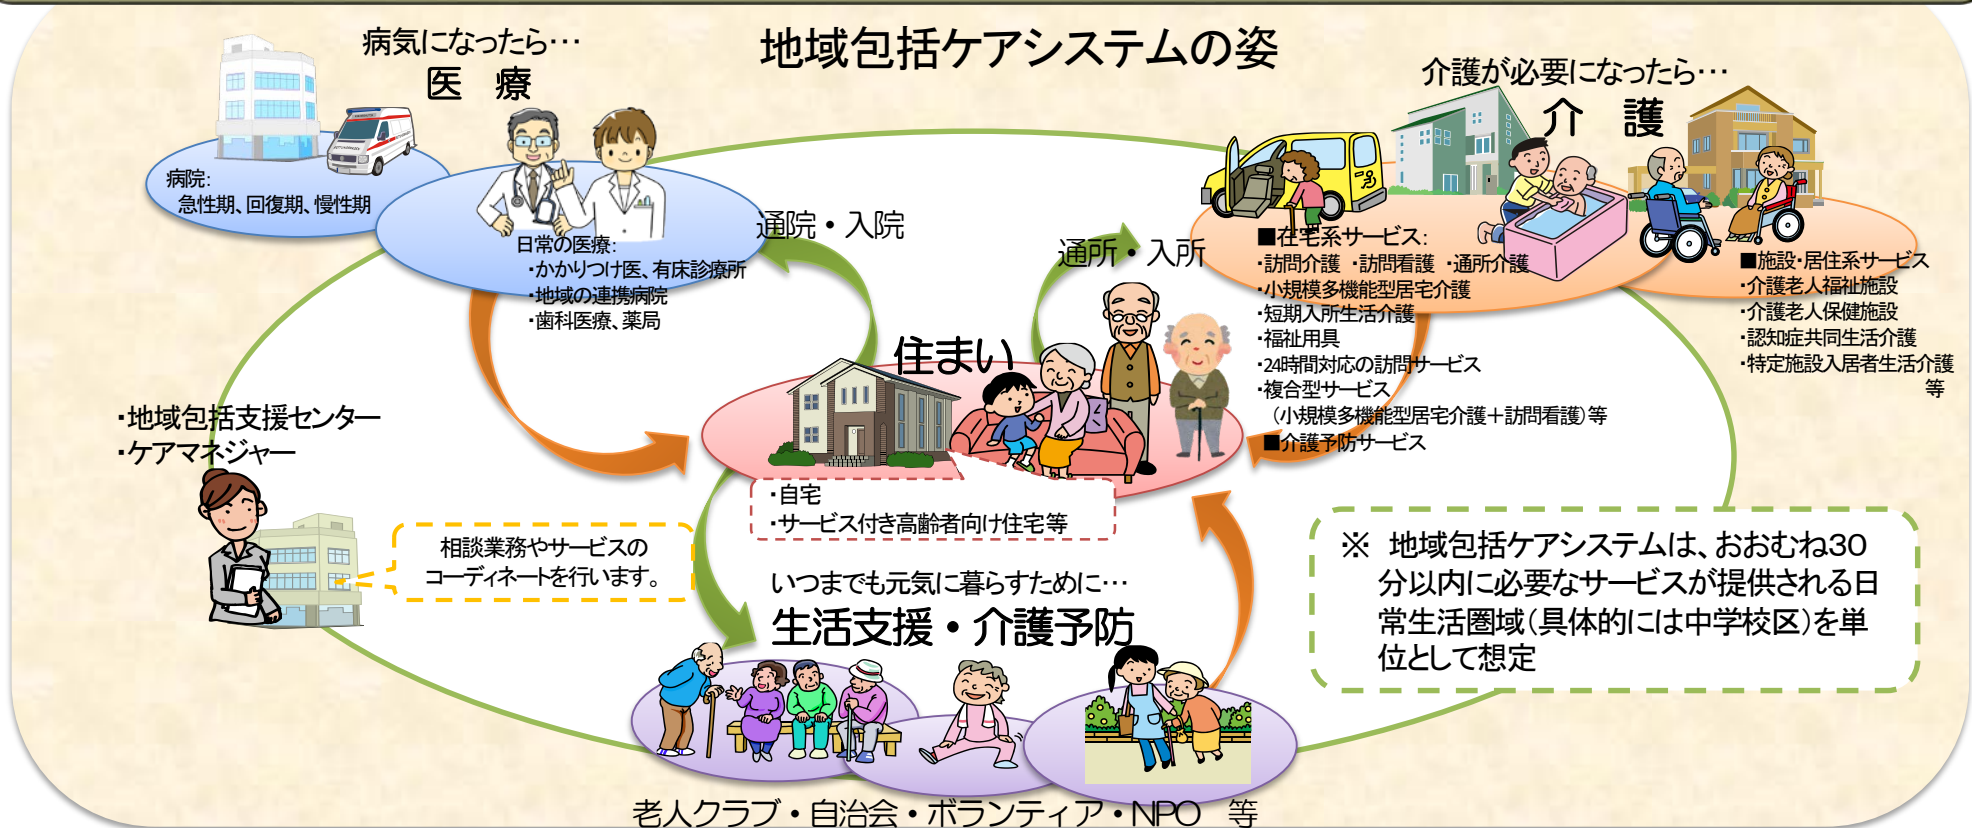 地域包括ケアシステムの姿
病気になったら…
医 療
病院:
急性期、回復期、慢性期
日常の医療:
・かかりつけ医、有床診療所
・地域の連携病院
・歯科医療、薬局
通院・入院
通所・入所
介護が必要になったら…
介 護
■在宅系サービス:
・訪問介護 ・訪問看護 ・通所介護
・小規模多機能型居宅介護
・短期入所生活介護
・福祉用具
・24時間対応の訪問サービス
・複合型サービス
(小規模多機能型居宅介護+訪問看護)等
■介護予防サービス
■施設・居住系サービス
・介護老人福祉施設
・介護老人保健施設
・認知症共同生活介護
・特定施設入居者生活介護
等
住まい
・自宅
・サービス付き高齢者向け住宅等
・地域包括支援センター
・ケアマネジャー
相談業務やサービスの
コーディネートを行います。
いつまでも元気に暮らすために…
生活支援・介護予防
老人クラブ・自治会・ボランティア・NPO 等
※ 地域包括ケアシステムは、おおむね30
分以内に必要なサービスが提供される日
常生活圏域(具体的には中学校区)を単
位として想定